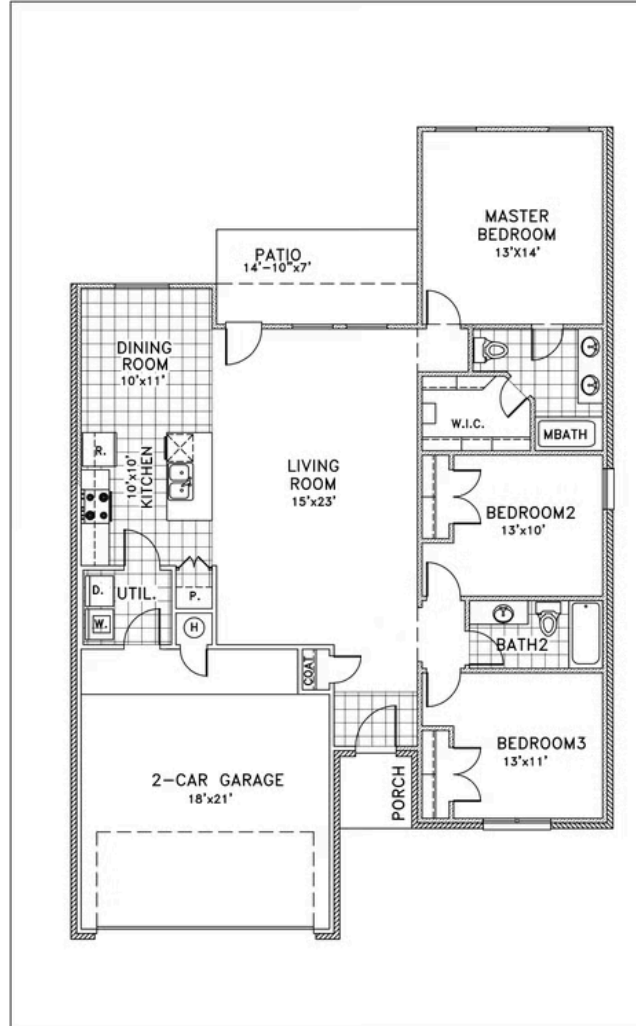 MASTER
BEDROOM
13'X14'
PATIO
14'-10"x7'
DINING
ROOM
10'x11'
W.I.C.
MBATH
R.
10'x10'
KITCHEN
LIVING
ROOM
15'x23'
BEDROOM2
13'x10'
D.
UTIL.
P.
W.
H
BATH2
COAT
BEDROOM3
13'x11'
2-CAR GARAGE
18'x21'
PORCH